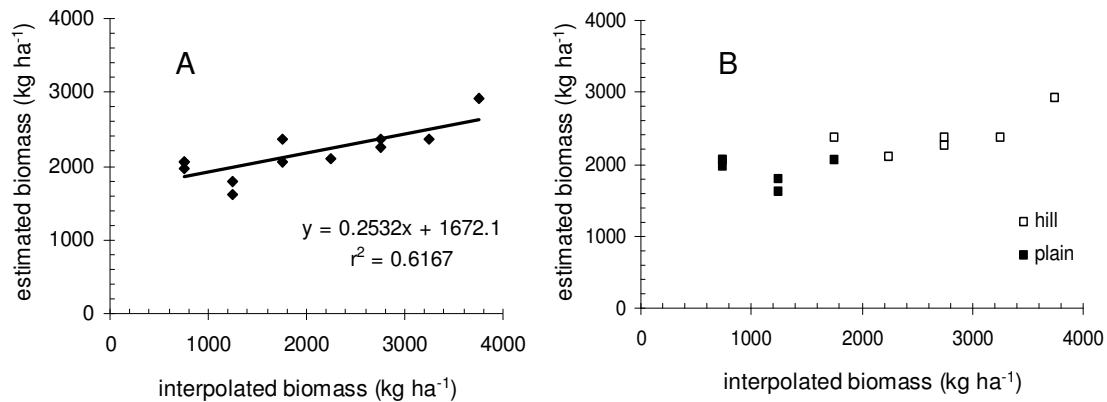 4000
3000
2000
1000
0
0 1000 2000 3000 4000
estimated biomass (kg ha⁻¹)
interpolated biomass (kg ha⁻¹)
A
y = 0.2532x + 1672.1
r² = 0.6167
4000
3000
2000
1000
0
0 1000 2000 3000 4000
estimated biomass (kg ha⁻¹)
interpolated biomass (kg ha⁻¹)
B
hill
plain